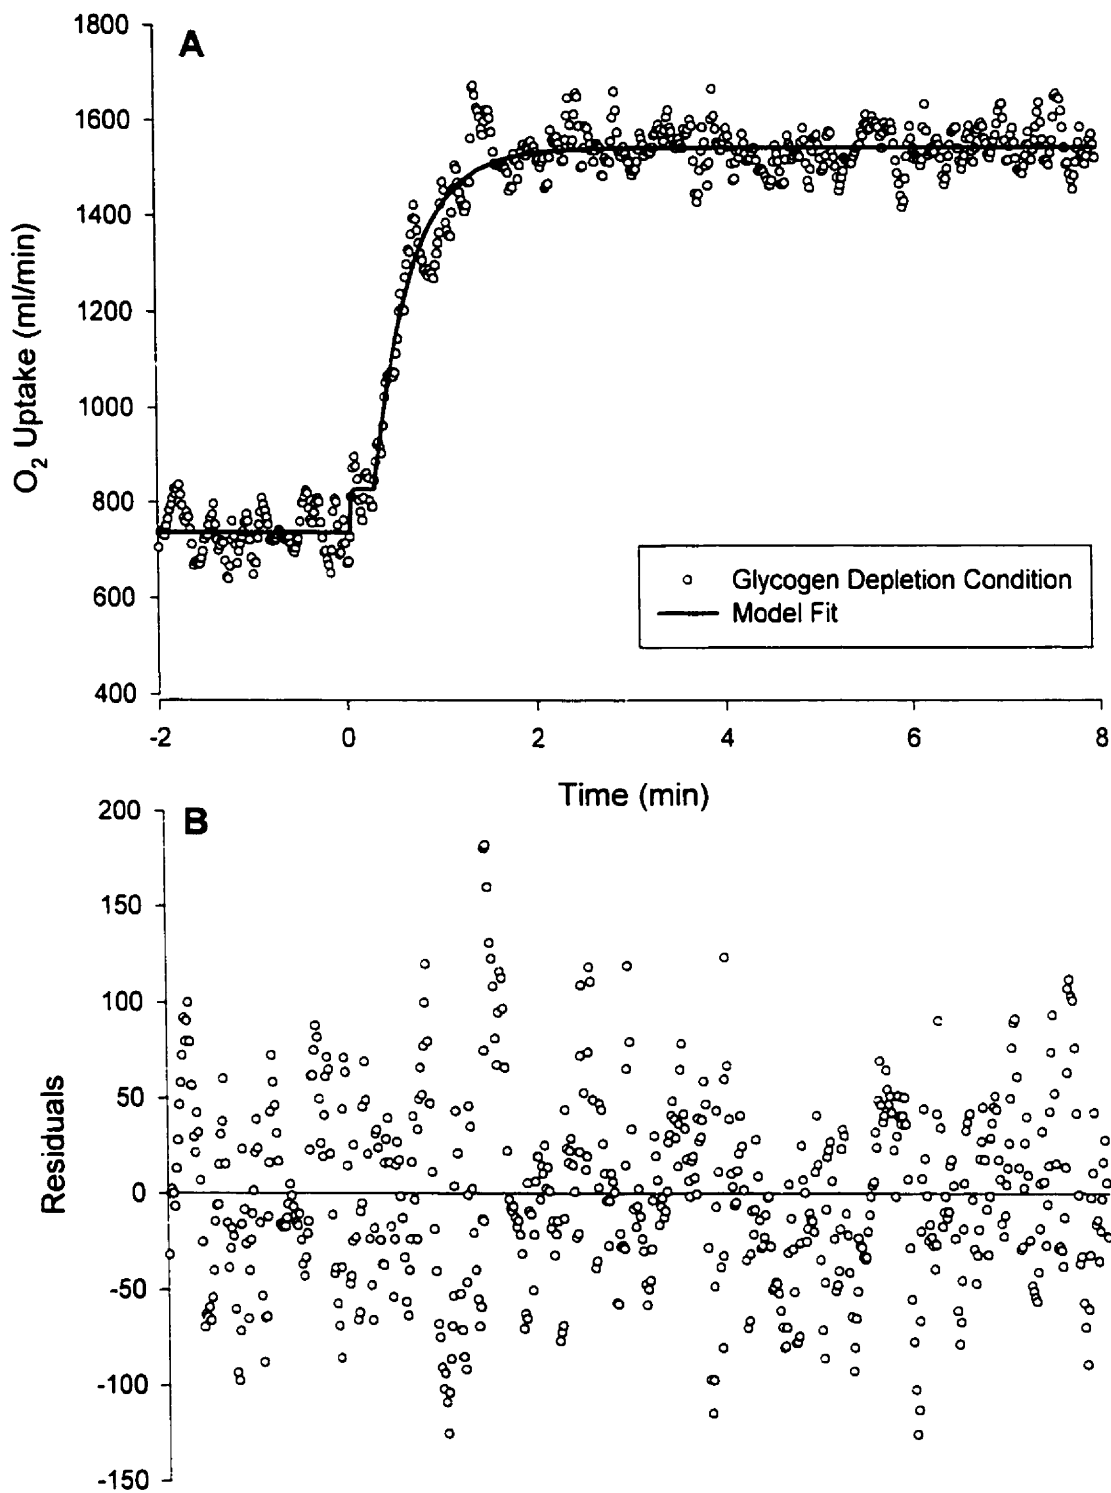 A
1800
1600
1400
1200
1000
800
600
400
O2 Uptake (ml/min)
Glycogen Depletion Condition
Model Fit
-2 0 2 4 6 8
Time (min)
B
200
150
100
50
0
-50
-100
-150
Residuals